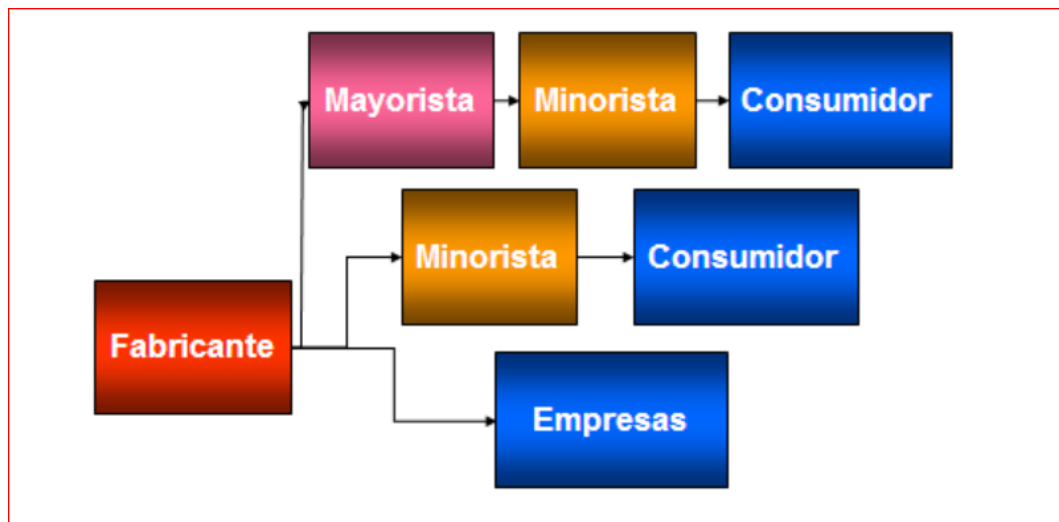 Mayorista
Minorista
Consumidor
Minorista
Consumidor
Fabricante
Empresas